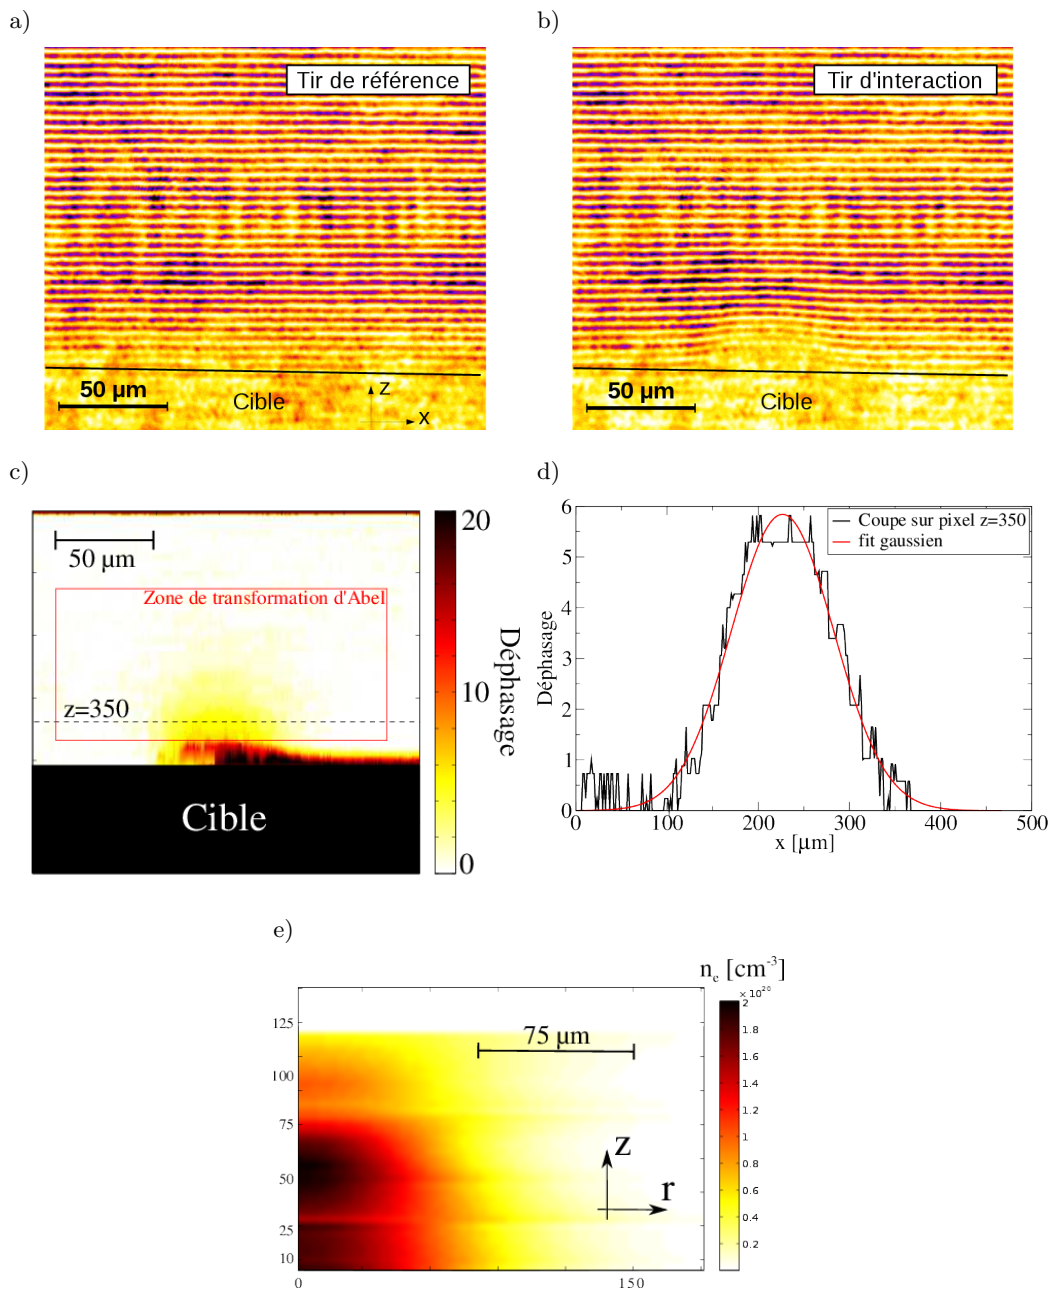 a)
b)
Tir de référence
Tir d'interaction
50 µm
Cible
z
x
50 µm
Cible
c)
d)
50 µm
Zone de transformation d'Abel
z=350
Cible
20
10
0
Déphasage
6
5
4
3
2
1
0
Déphasage
Coupe sur pixel z=350
fit gaussien
0
100
200
300
400
500
x [µm]
e)
nₑ [cm⁻³]
× 10²⁰
2
1.8
1.6
1.4
1.2
1
0.8
0.6
0.4
0.2
125
100
75
50
25
10
75 µm
z
r
0
150